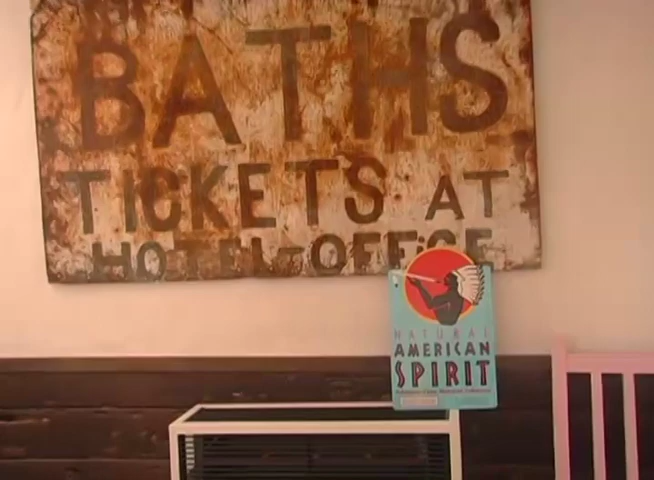 BATHS
TICKETS AT
HOTEL-OFFiCE
NATURAL
AMERICAN
SPIRIT